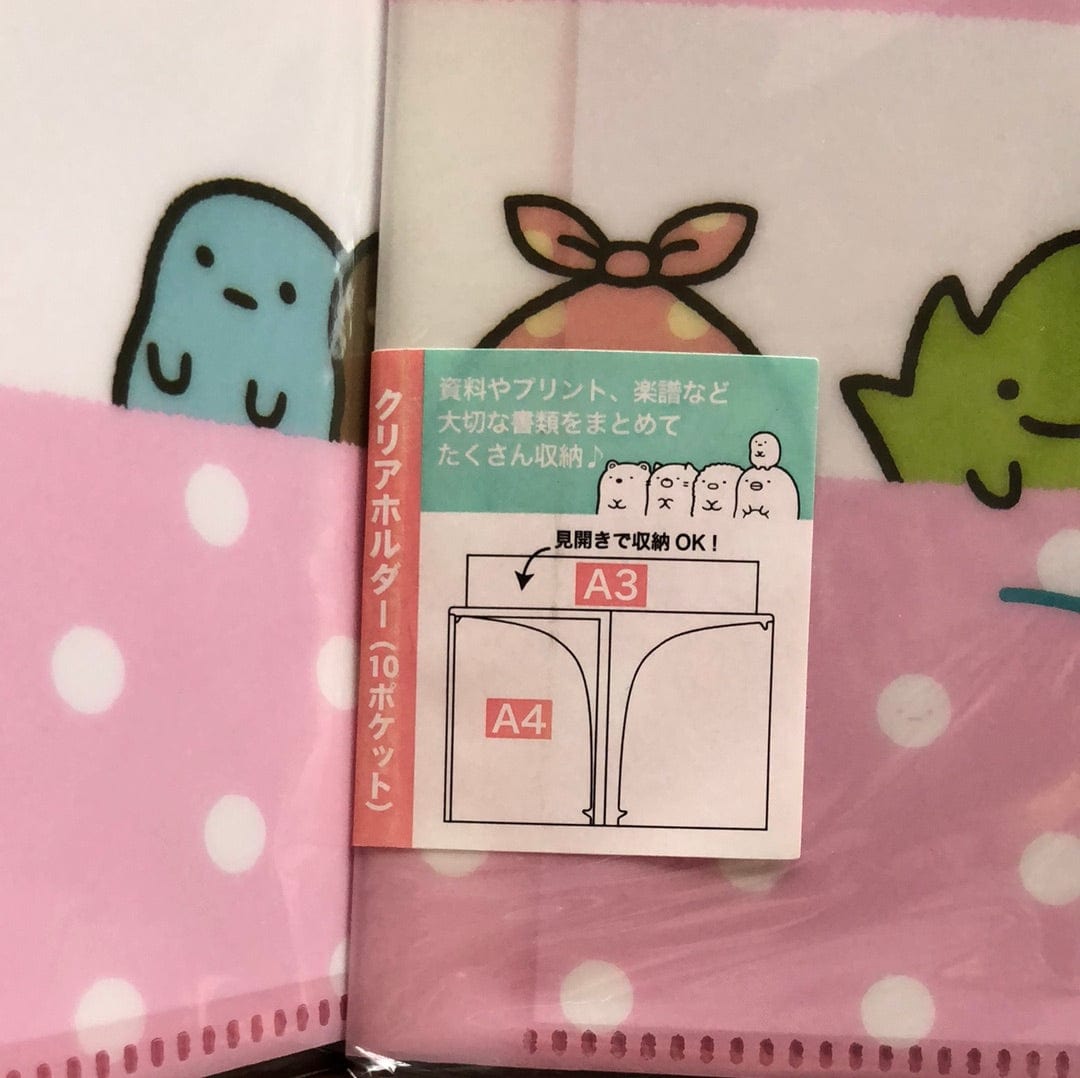 クリアホルダー(10ポケット)
資料やプリント、楽譜など
大切な書類をまとめて
たくさん収納♪
見開きで収納OK!
A3
A4